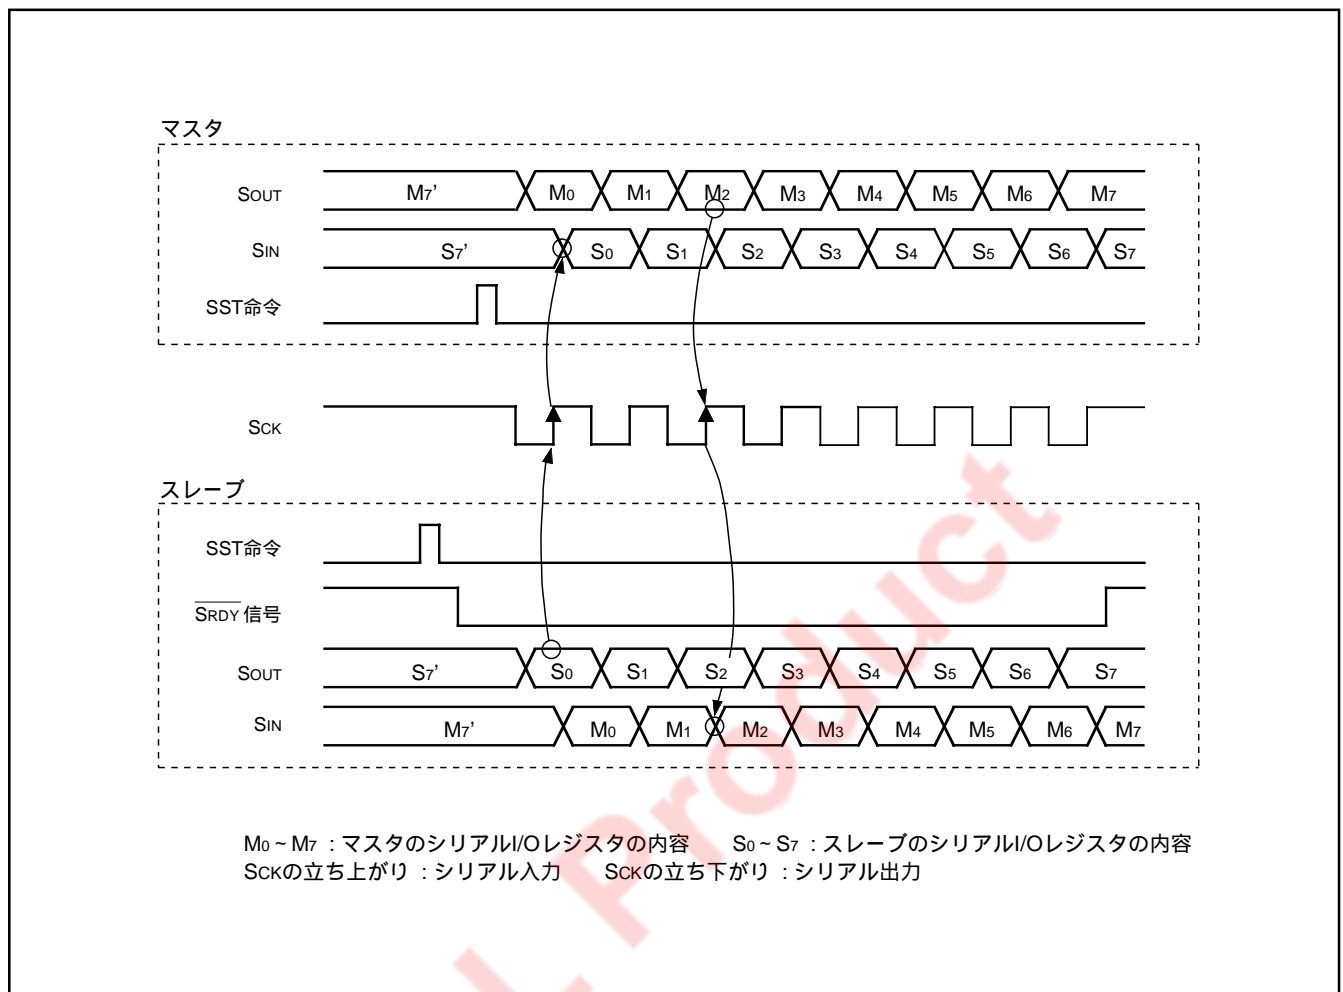 マスタ
SOUT M7' M0 M1 M2 M3 M4 M5 M6 M7
SIN S7' S0 S1 S2 S3 S4 S5 S6 S7
SST命令
SCK
スレーブ
SST命令
SRDY信号
SOUT S7' S0 S1 S2 S3 S4 S5 S6 S7
SIN M7' M0 M1 M2 M3 M4 M5 M6 M7
M0 ~ M7 : マスタのシリアルI/Oレジスタの内容 S0 ~ S7 : スレーブのシリアルI/Oレジスタの内容
SCKの立ち上がり : シリアル入力 SCKの立ち下がり : シリアル出力
Product